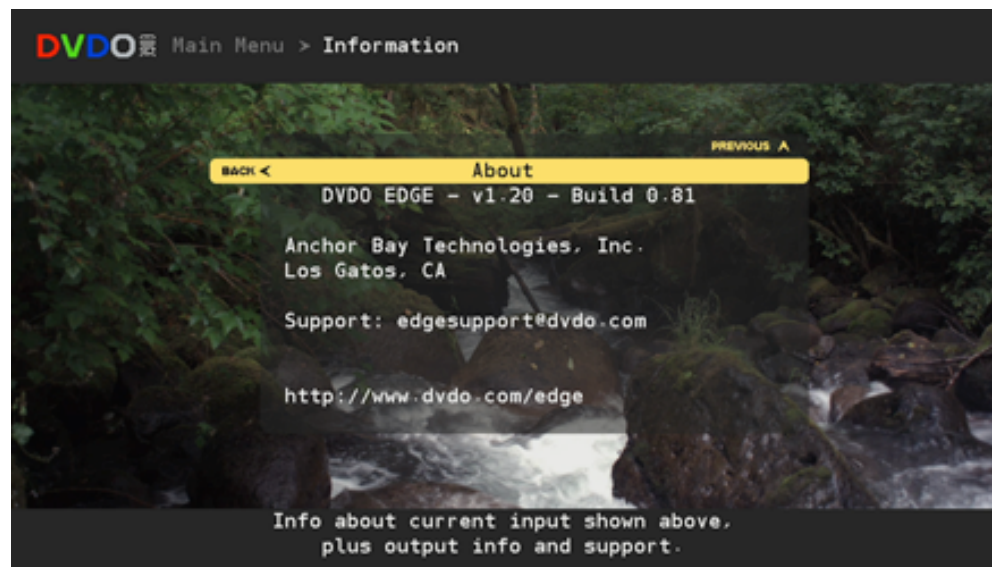 DVDO EDGE Main Menu > Information
PREVIOUS
BACK < About
DVDO EDGE - v1.20 - Build 0.81
Anchor Bay Technologies, Inc.
Los Gatos, CA
Support: edgesupport@dvdo.com
http://www.dvdo.com/edge
Info about current input shown above,
plus output info and support.